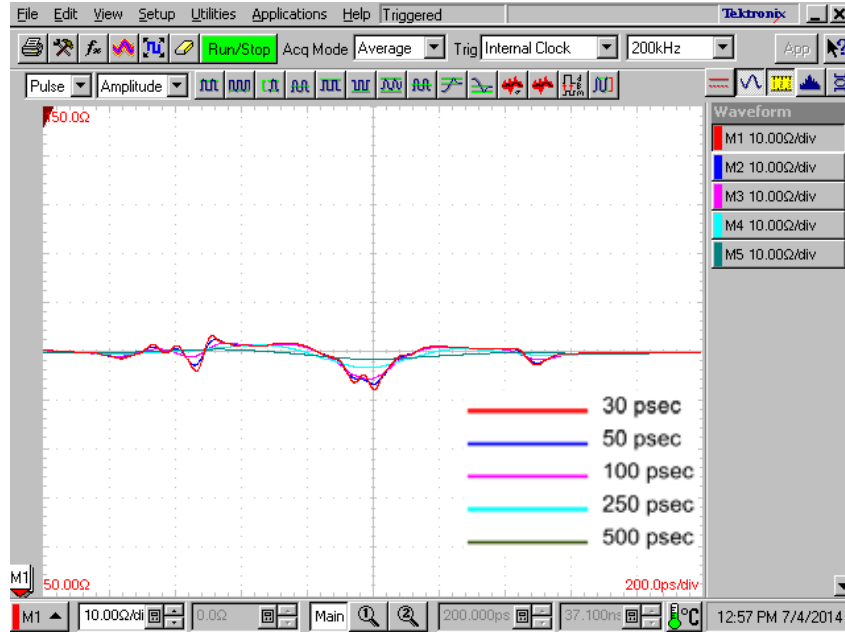 File Edit View Setup Utilities Applications Help Triggered Tektronix
Run/Stop Acq Mode Average Trig Internal Clock 200kHz App
Pulse Amplitude
Waveform
M1 10.00Ω/div
M2 10.00Ω/div
M3 10.00Ω/div
M4 10.00Ω/div
M5 10.00Ω/div
30 psec
50 psec
100 psec
250 psec
500 psec
M1
50.00Ω 200.0ps/div
M1 10.00Ω/di 0.0Ω Main 1 2 200.000ps 37.100ns °C 12:57 PM 7/4/2014